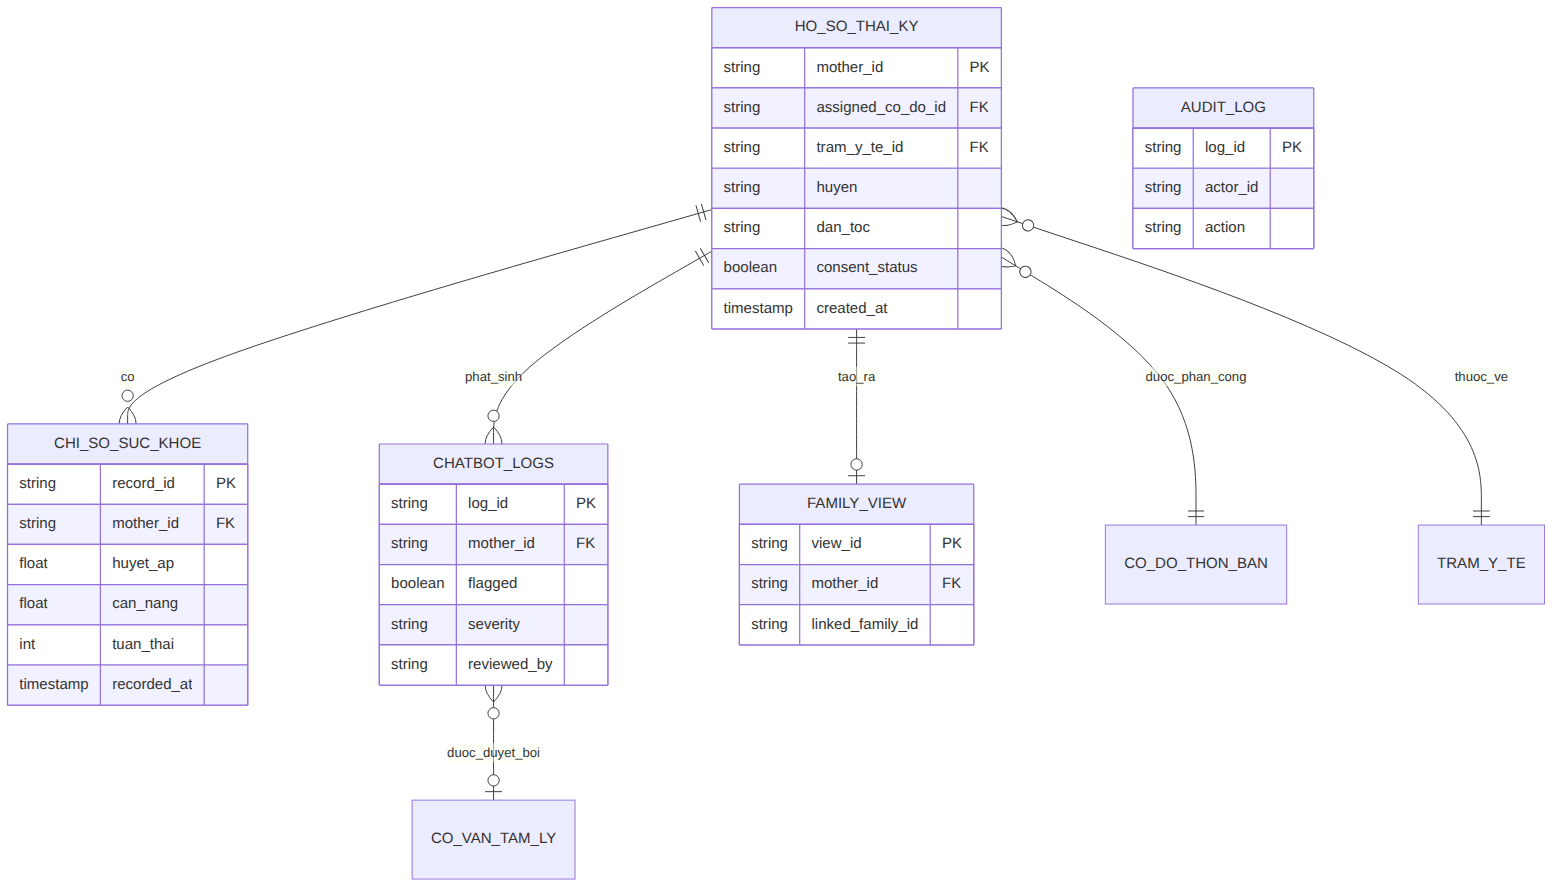 HO_SO_THAI_KY
string mother_id PK
string assigned_co_do_id FK
string tram_y_te_id FK
string huyen
string dan_toc
boolean consent_status
timestamp created_at
AUDIT_LOG
string log_id PK
string actor_id
string action
co
phat_sinh
tao_ra
duoc_phan_cong
thuoc_ve
CHI_SO_SUC_KHOE
string record_id PK
string mother_id FK
float huyet_ap
float can_nang
int tuan_thai
timestamp recorded_at
CHATBOT_LOGS
string log_id PK
string mother_id FK
boolean flagged
string severity
string reviewed_by
FAMILY_VIEW
string view_id PK
string mother_id FK
string linked_family_id
CO_DO_THON_BAN
TRAM_Y_TE
duoc_duyet_boi
CO_VAN_TAM_LY